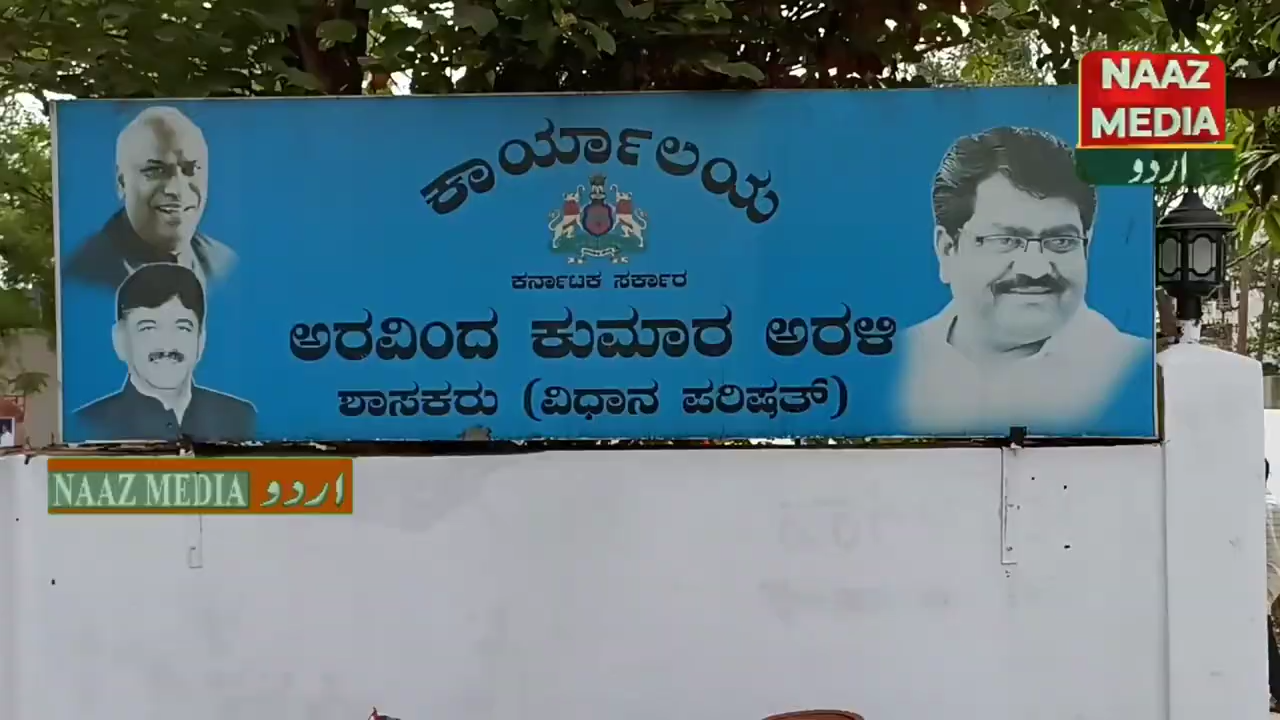 NAAZ
MEDIA
اردو
ಕಾರ್ಯಾಲಯ
ಕರ್ನಾಟಕ ಸರ್ಕಾರ
ಅರವಿಂದ ಕುಮಾರ ಅರಳಿ
ಶಾಸಕರು (ವಿಧಾನ ಪರಿಷತ್)
NAAZ MEDIA اردو